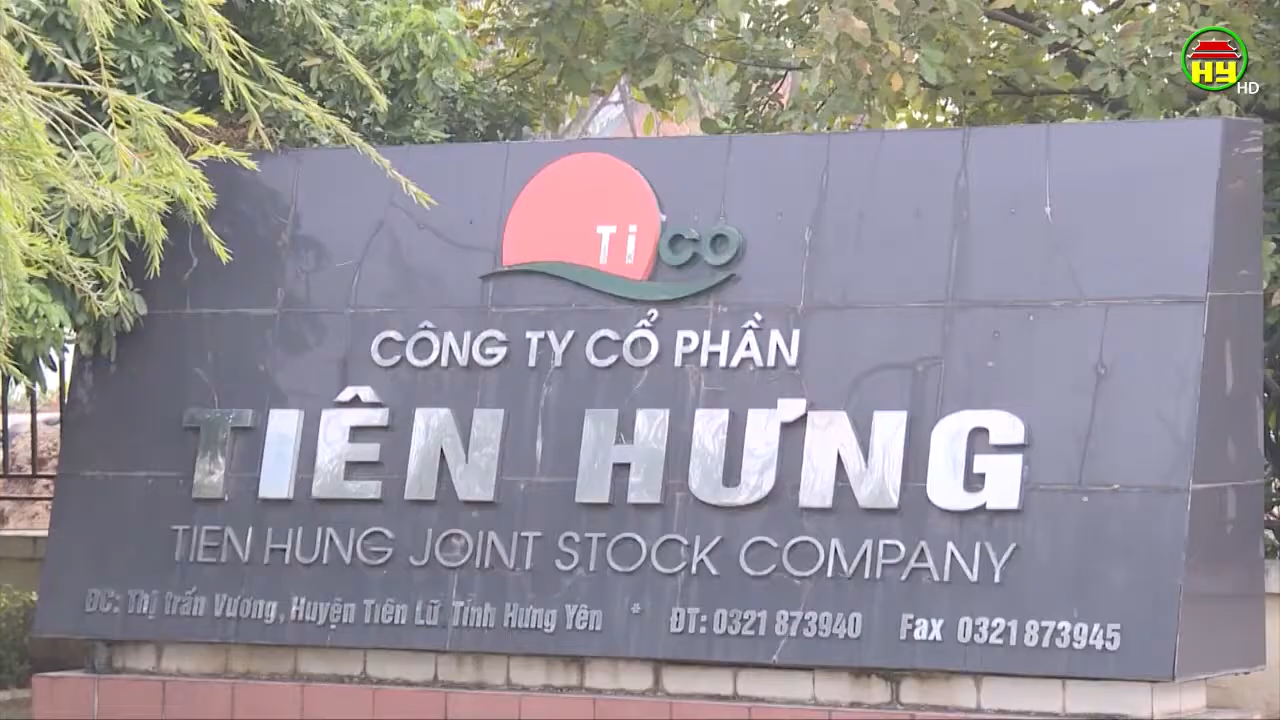 HY HD
Ti co
CÔNG TY CỔ PHẦN
TIÊN HƯNG
TIEN HUNG JOINT STOCK COMPANY
ĐC: Thị trấn Vương, Huyện Tiên Lữ Tỉnh Hưng Yên * ĐT: 0321 873940 Fax 0321 873945